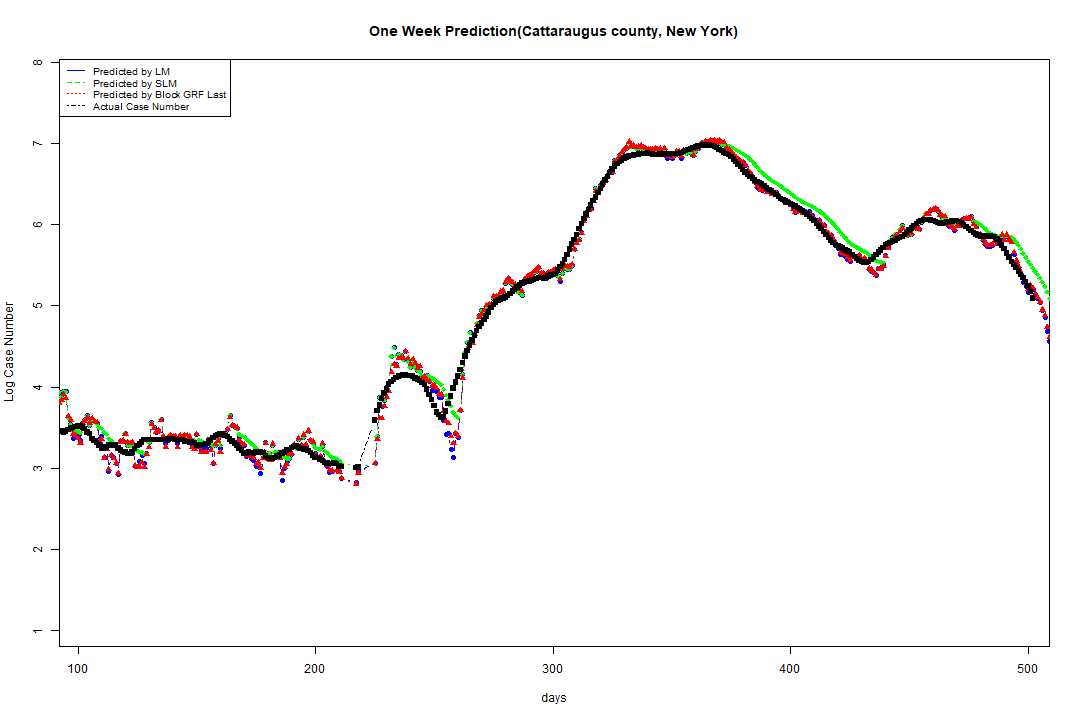 One Week Prediction(Cattaraugus county, New York)
Predicted by LM
Predicted by SLM
Predicted by Block GRF Last
Actual Case Number
8
7
6
5
4
3
2
1
Log Case Number
100 200 300 400 500
days